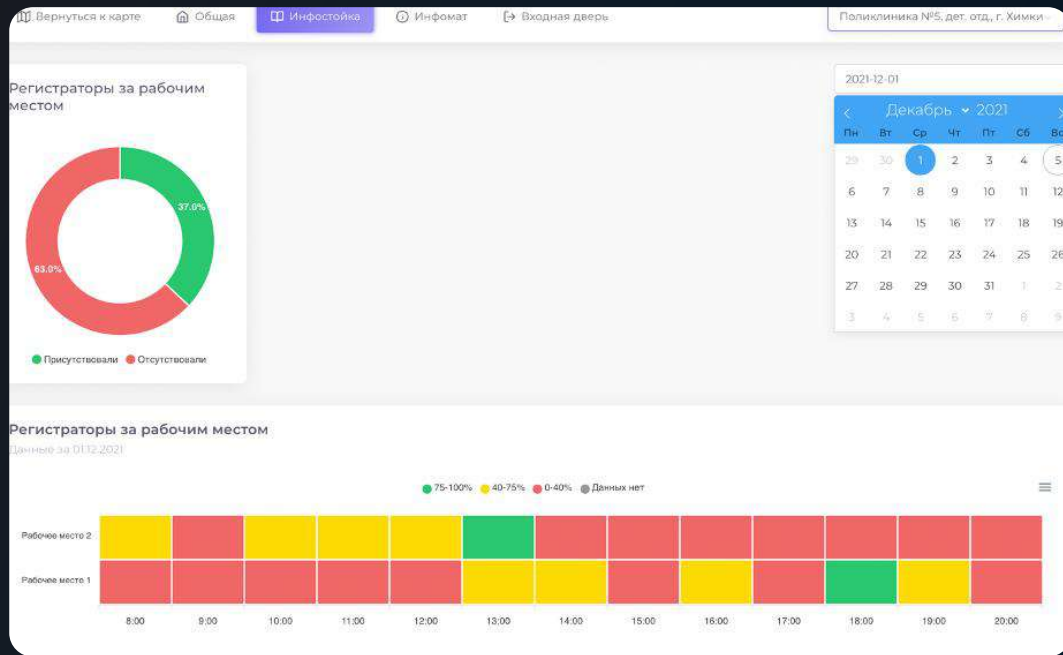 Вернуться к карте Общая Инфостойка Инфомат Входная дверь Поликлиника №5, дет. отд., г. Химки
Регистраторы за рабочим
местом
37.0%
63.0%
Присутствовали Отсутствовали
2021-12-01
Декабрь 2021
Пн Вт Ср Чт Пт Сб Вс
29 30 1 2 3 4 5
6 7 8 9 10 11 12
13 14 15 16 17 18 19
20 21 22 23 24 25 26
27 28 29 30 31 1 2
3 4 5 6 7 8 9
Регистраторы за рабочим местом
Данные за 01.12.2021
75-100% 40-75% 0-40% Данных нет
Рабочее место 2
Рабочее место 1
8:00 9:00 10:00 11:00 12:00 13:00 14:00 15:00 16:00 17:00 18:00 19:00 20:00